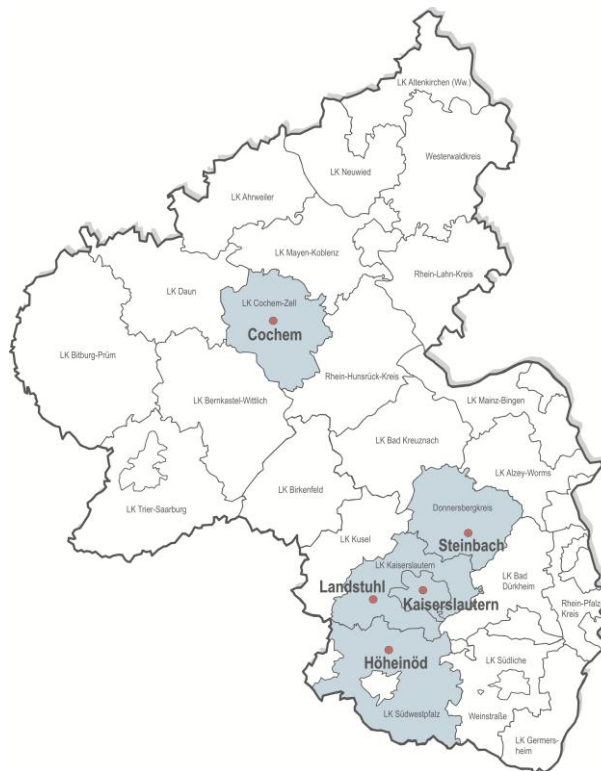 LK Altenkirchen (Ww.)
Westerwaldkreis
LK Neuwied
LK Ahrweiler
LK Mayen-Koblenz
Rhein-Lahn-Kreis
LK Daun
LK Cochem-Zell
Cochem
LK Bitburg-Prüm
Rhein-Hunsrück-Kreis
LK Bernkastel-Wittlich
LK Mainz-Bingen
LK Bad Kreuznach
LK Alzey-Worms
LK Birkenfeld
Donnersbergkreis
LK Trier-Saarburg
LK Kusel
Steinbach
LK Kaiserslautern
LK Bad
Dürkheim
Landstuhl
Kaiserslautern
Rhein-Pfalz
Kreis
Höheinöd
LK Südliche
Weinstraße
LK Südwestpfalz
LK Germers-
heim